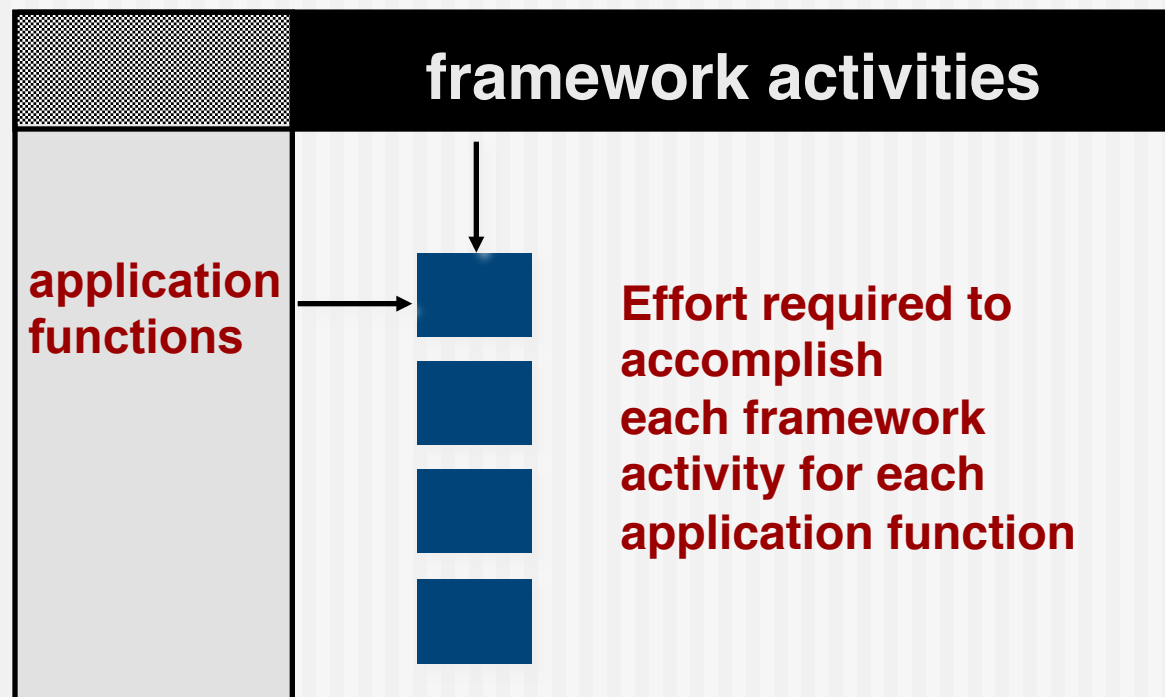 framework activities
application
functions
Effort required to
accomplish
each framework
activity for each
application function